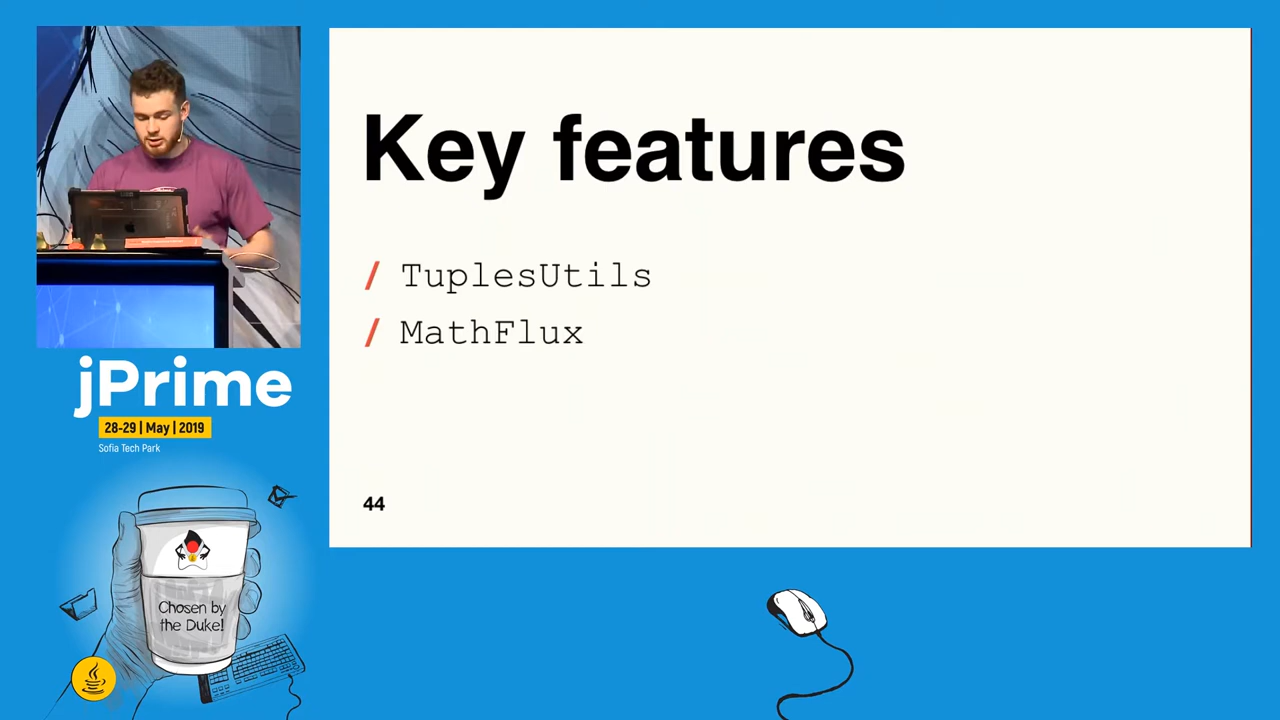 Key features
/ TuplesUtils
/ MathFlux
44
jPrime
28-29 | May | 2019
Sofia Tech Park
Chosen by
the Duke!